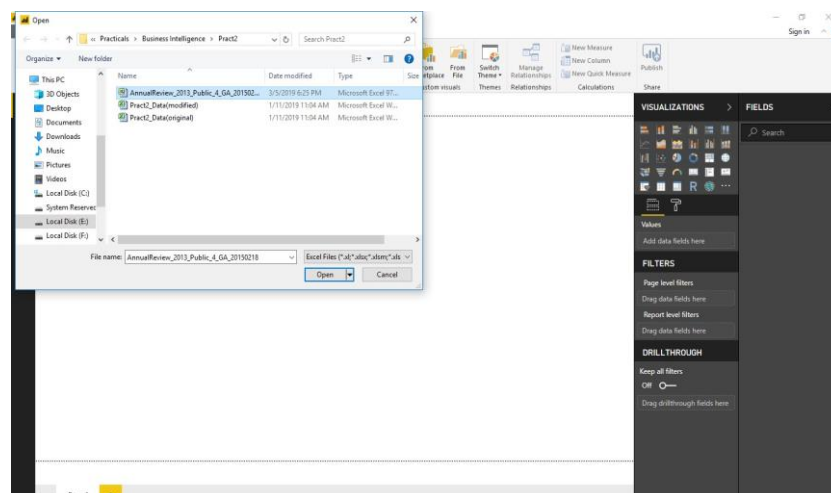 Open
« Practicals > Business Intelligence > Pract2
Search Pract2
Organize
New folder
Name
Date modified
Type
Size
This PC
3D Objects
Desktop
Documents
Downloads
Music
Pictures
Videos
Local Disk (C:)
System Reserved
Local Disk (E:)
Local Disk (F:)
AnnualReview_2013_Public_4_GA_201502... 3/5/2019 6:25 PM Microsoft Excel 97...
Pract2_Data(modified) 1/11/2019 11:04 AM Microsoft Excel W...
Pract2_Data(original) 1/11/2019 11:04 AM Microsoft Excel W...
File name: AnnualReview_2013_Public_4_GA_20150218
Excel Files (*.xl;*.xlsx;*.xlsm;*.xls
Open
Cancel
Sign in
From
File
Switch
Theme
Themes
Manage
Relationships
Relationships
New Measure
New Column
New Quick Measure
Calculations
Publish
Share
VISUALIZATIONS
FIELDS
Search
Values
Add data fields here
FILTERS
Page level filters
Drag data fields here
Report level filters
Drag data fields here
DRILLTHROUGH
Keep all filters
Off
Drag drillthrough fields here